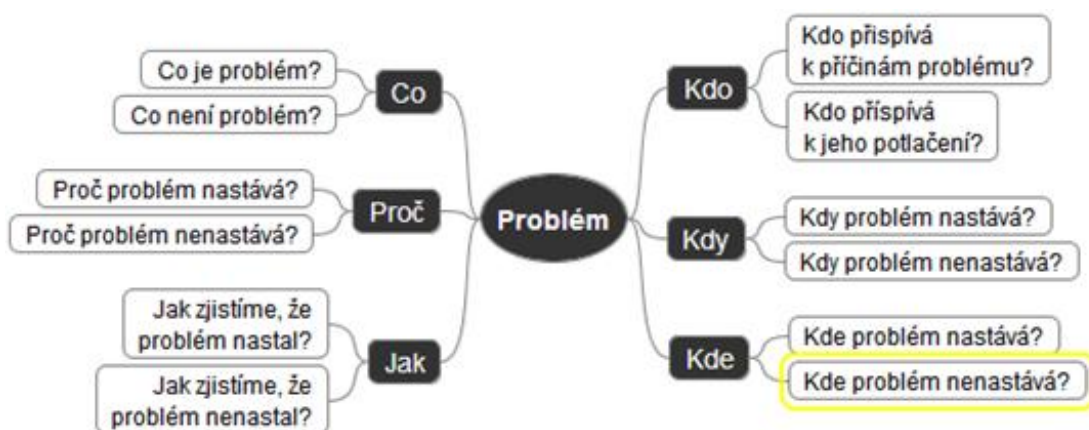 Problém
Co
Co je problém?
Co není problém?
Proč
Proč problém nastává?
Proč problém nenastává?
Jak
Jak zjistíme, že
problém nastal?
Jak zjistíme, že
problém nenastal?
Kdo
Kdo přispívá
k příčinám problému?
Kdo příspívá
k jeho potlačení?
Kdy
Kdy problém nastává?
Kdy problém nenastává?
Kde
Kde problém nastává?
Kde problém nenastává?